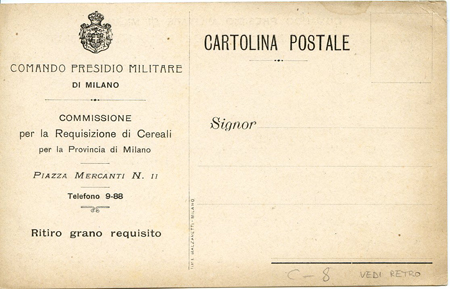 COMANDO PRESIDIO MILITARE
DI MILANO
COMMISSIONE
per la Requisizione di Cereali
per la Provincia di Milano
PIAZZA MERCANTI N. 11
Telefono 9-88
Ritiro grano requisito
CARTOLINA POSTALE
Signor
C-8 VEDI RETRO